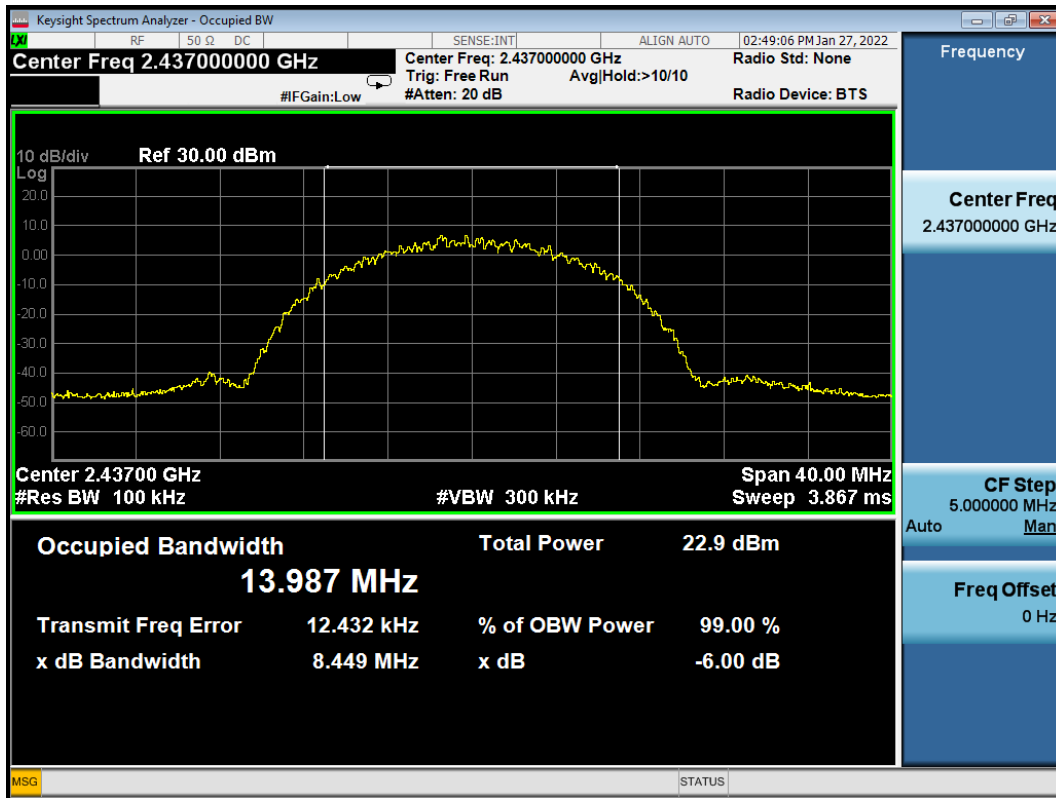 Keysight Spectrum Analyzer - Occupied BW
LXI RF 50 Ω DC SENSE:INT ALIGN AUTO 02:49:06 PM Jan 27, 2022
Center Freq 2.437000000 GHz
#IFGain:Low
Center Freq: 2.437000000 GHz
Trig: Free Run Avg|Hold:>10/10
#Atten: 20 dB
Radio Std: None
Radio Device: BTS
10 dB/div Ref 30.00 dBm
Log
20.0
10.0
0.00
-10.0
-20.0
-30.0
-40.0
-50.0
-60.0
Center 2.43700 GHz Span 40.00 MHz
#Res BW 100 kHz #VBW 300 kHz Sweep 3.867 ms
Occupied Bandwidth Total Power 22.9 dBm
13.987 MHz
Transmit Freq Error 12.432 kHz % of OBW Power 99.00 %
x dB Bandwidth 8.449 MHz x dB -6.00 dB
Frequency
Center Freq
2.437000000 GHz
CF Step
5.000000 MHz
Auto Man
Freq Offset
0 Hz
MSG STATUS